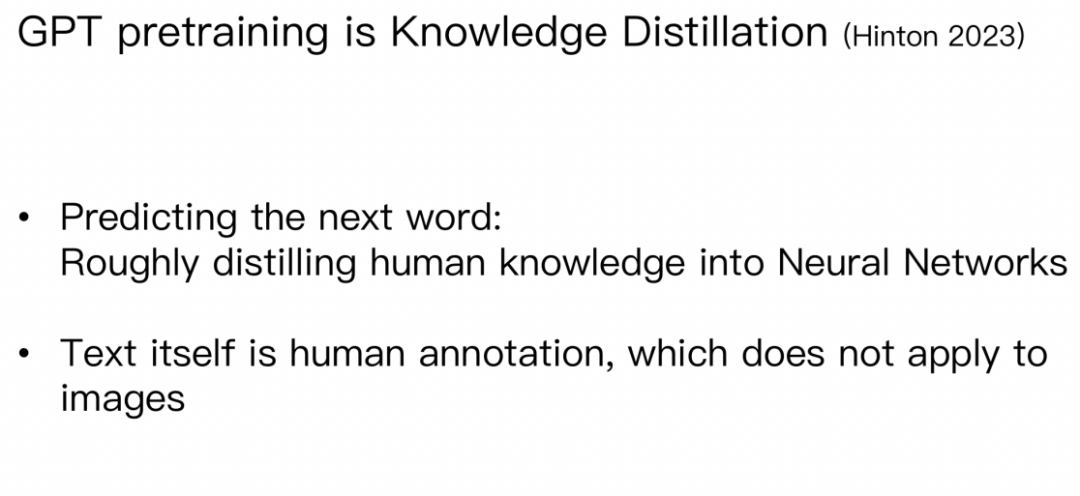 GPT pretraining is Knowledge Distillation (Hinton 2023)
• Predicting the next word:
Roughly distilling human knowledge into Neural Networks
• Text itself is human annotation, which does not apply to
images